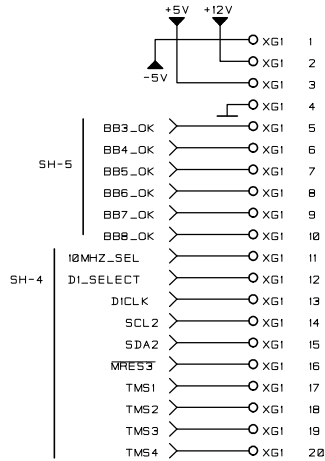 +5V +12V
XG1 1
XG1 2
-5V
XG1 3
XG1 4
BB3_OK XG1 5
BB4_OK XG1 6
SH-5
BB5_OK XG1 7
BB6_OK XG1 8
BB7_OK XG1 9
BB8_OK XG1 10
10MHZ_SEL XG1 11
SH-4 D1_SELECT XG1 12
D1CLK XG1 13
SCL2 XG1 14
SDA2 XG1 15
MRES3 XG1 16
TMS1 XG1 17
TMS2 XG1 18
TMS3 XG1 19
TMS4 XG1 20